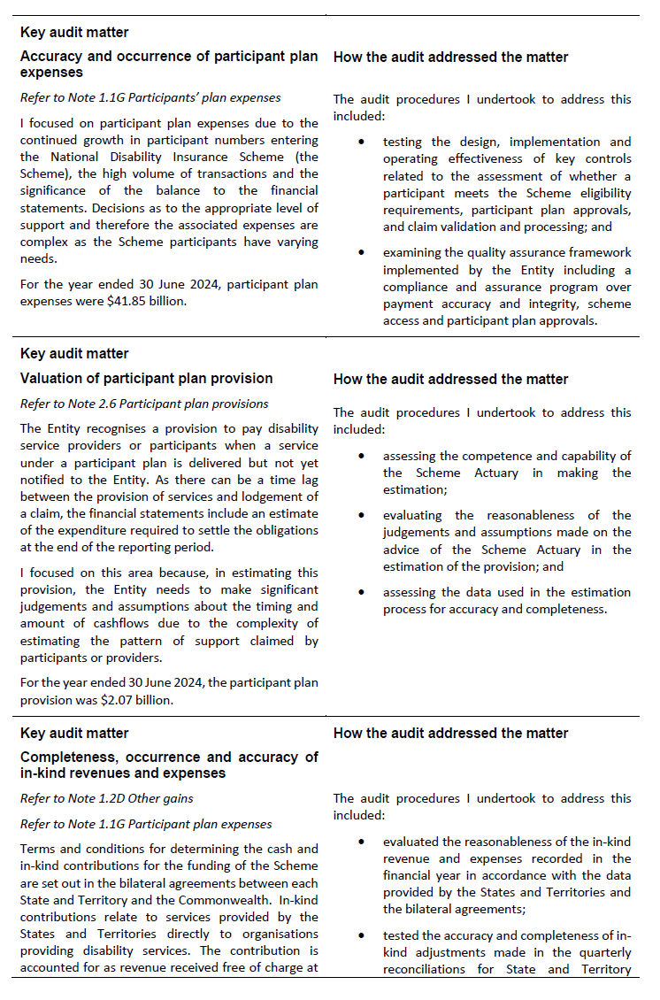 Key audit matter
Accuracy and occurrence of participant plan
expenses
Refer to Note 1.1G Participants’ plan expenses
I focused on participant plan expenses due to the
continued growth in participant numbers entering
the National Disability Insurance Scheme (the
Scheme), the high volume of transactions and the
significance of the balance to the financial
statements. Decisions as to the appropriate level of
support and therefore the associated expenses are
complex as the Scheme participants have varying
needs.
For the year ended 30 June 2024, participant plan
expenses were $41.85 billion.
How the audit addressed the matter
The audit procedures I undertook to address this
included:
• testing the design, implementation and
operating effectiveness of key controls
related to the assessment of whether a
participant meets the Scheme eligibility
requirements, participant plan approvals,
and claim validation and processing; and
• examining the quality assurance framework
implemented by the Entity including a
compliance and assurance program over
payment accuracy and integrity, scheme
access and participant plan approvals.
Key audit matter
Valuation of participant plan provision
Refer to Note 2.6 Participant plan provisions
The Entity recognises a provision to pay disability
service providers or participants when a service
under a participant plan is delivered but not yet
notified to the Entity. As there can be a time lag
between the provision of services and lodgement of
a claim, the financial statements include an estimate
of the expenditure required to settle the obligations
at the end of the reporting period.
I focused on this area because, in estimating this
provision, the Entity needs to make significant
judgements and assumptions about the timing and
amount of cashflows due to the complexity of
estimating the pattern of support claimed by
participants or providers.
For the year ended 30 June 2024, the participant plan
provision was $2.07 billion.
How the audit addressed the matter
The audit procedures I undertook to address this
included:
• assessing the competence and capability of
the Scheme Actuary in making the
estimation;
• evaluating the reasonableness of the
judgements and assumptions made on the
advice of the Scheme Actuary in the
estimation of the provision; and
• assessing the data used in the estimation
process for accuracy and completeness.
Key audit matter
Completeness, occurrence and accuracy of
in-kind revenues and expenses
Refer to Note 1.2D Other gains
Refer to Note 1.1G Participant plan expenses
Terms and conditions for determining the cash and
in-kind contributions for the funding of the Scheme
are set out in the bilateral agreements between each
State and Territory and the Commonwealth. In-kind
contributions relate to services provided by the
States and Territories directly to organisations
providing disability services. The contribution is
accounted for as revenue received free of charge at
How the audit addressed the matter
The audit procedures I undertook to address this
included:
• evaluated the reasonableness of the in-kind
revenue and expenses recorded in the
financial year in accordance with the data
provided by the States and Territories and
the bilateral agreements;
• tested the accuracy and completeness of in-
kind adjustments made in the quarterly
reconciliations for State and Territory